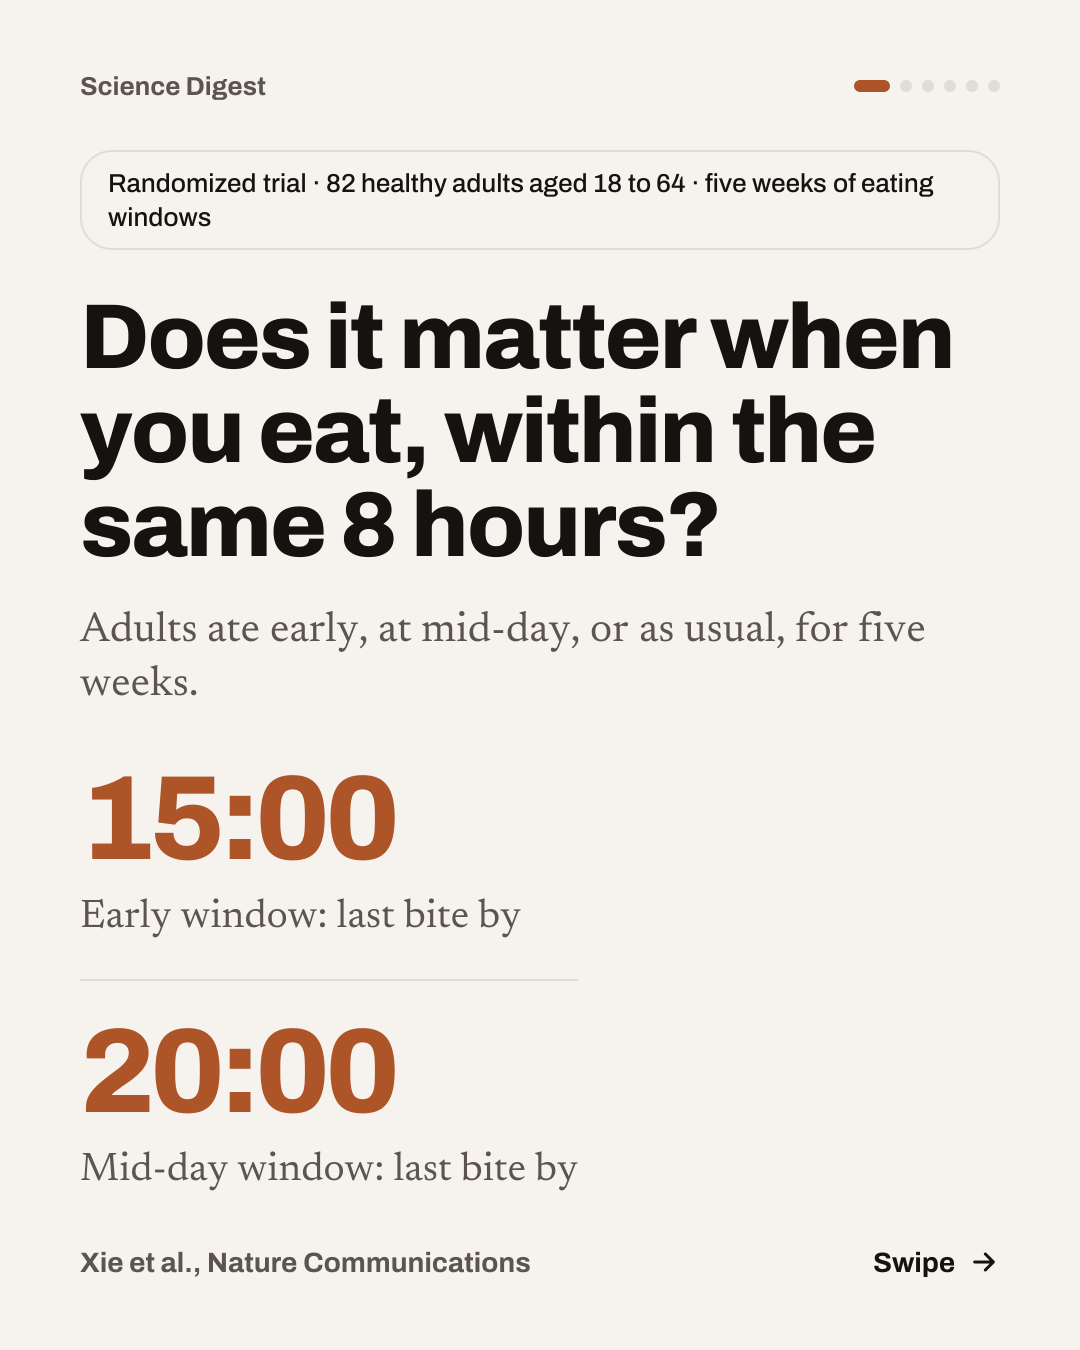 Science Digest
Randomized trial · 82 healthy adults aged 18 to 64 · five weeks of eating
windows
Does it matter when
you eat, within the
same 8 hours?
Adults ate early, at mid-day, or as usual, for five
weeks.
15:00
Early window: last bite by
20:00
Mid-day window: last bite by
Xie et al., Nature Communications
Swipe →